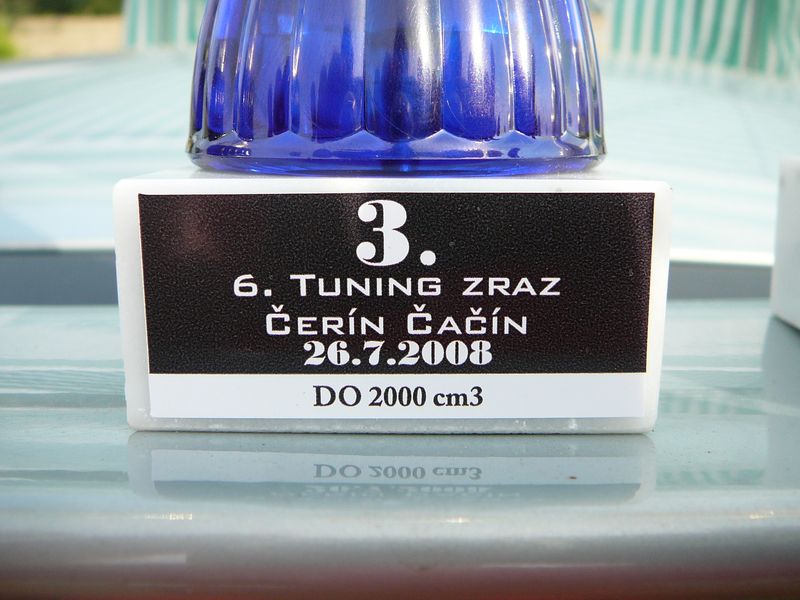 3.
6. TUNING ZRAZ
ČERÍN ČAČÍN
26.7.2008
DO 2000 cm3